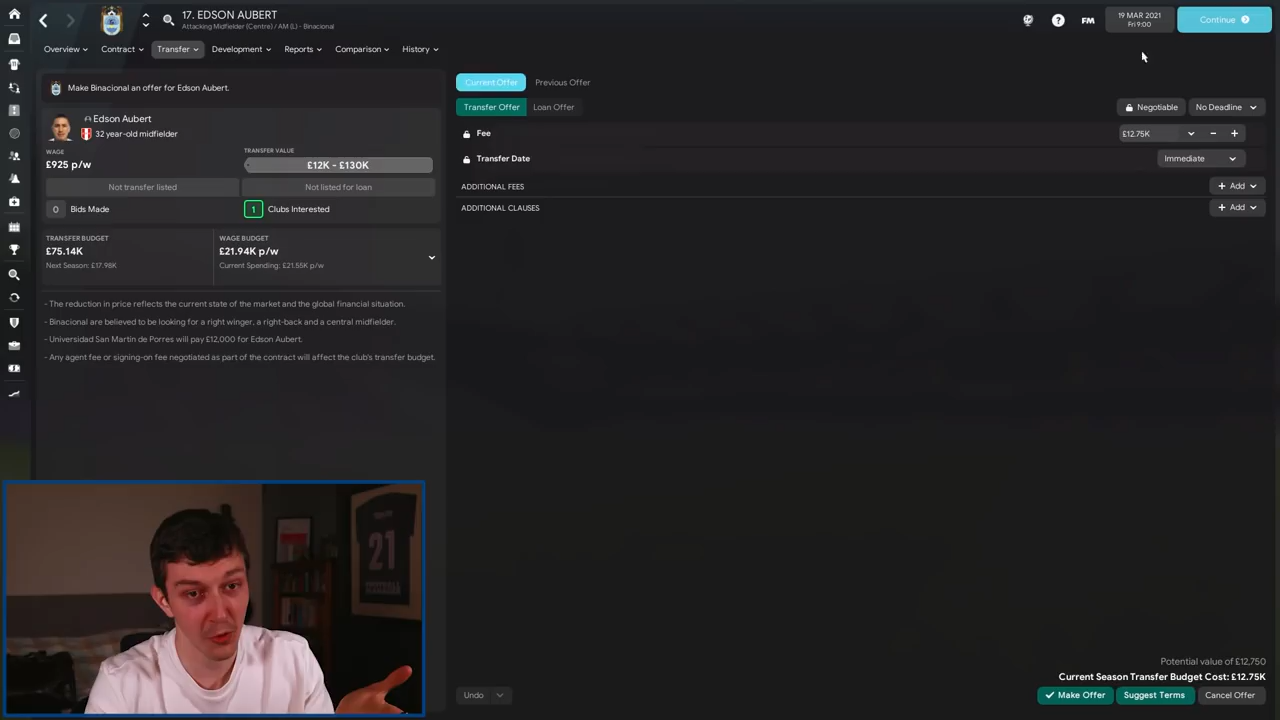 17. EDSON AUBERT
Attacking Midfielder (Centre) / AM (L) - Binacional
FM
19 MAR 2021
Fri 9:00
Continue
Overview
Contract
Transfer
Development
Reports
Comparison
History
Make Binacional an offer for Edson Aubert.
Current Offer
Previous Offer
Transfer Offer
Loan Offer
Negotiable
No Deadline
Edson Aubert
32 year-old midfielder
Fee
£12.75K
WAGE
£925 p/w
TRANSFER VALUE
£12K - £130K
Transfer Date
Immediate
Not transfer listed
Not listed for loan
ADDITIONAL FEES
Add
0 Bids Made
1 Clubs Interested
ADDITIONAL CLAUSES
Add
TRANSFER BUDGET
£75.14K
Next Season: £17.98K
WAGE BUDGET
£21.94K p/w
Current Spending: £21.55K p/w
- The reduction in price reflects the current state of the market and the global financial situation.
- Binacional are believed to be looking for a right winger, a right-back and a central midfielder.
- Universidad San Martín de Porres will pay £12,000 for Edson Aubert.
- Any agent fee or signing-on fee negotiated as part of the contract will affect the club's transfer budget.
21
Potential value of £12,750
Current Season Transfer Budget Cost: £12.75K
Undo
Make Offer
Suggest Terms
Cancel Offer